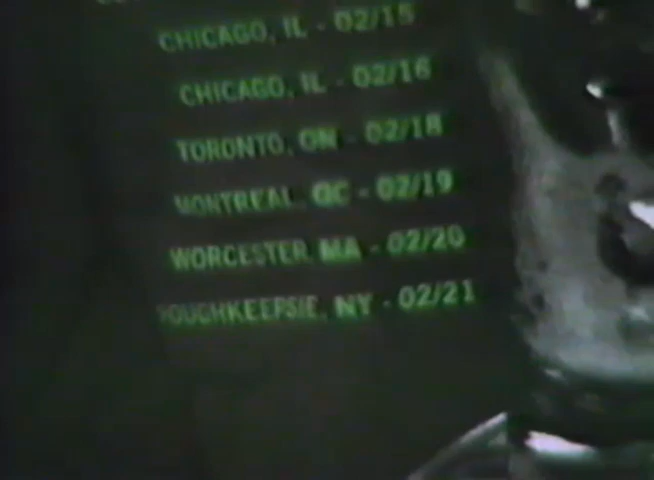 CHICAGO, IL - 02/15
CHICAGO, IL - 02/16
TORONTO, ON - 02/18
MONTREAL, QC - 02/19
WORCESTER, MA - 02/20
POUGHKEEPSIE, NY - 02/21